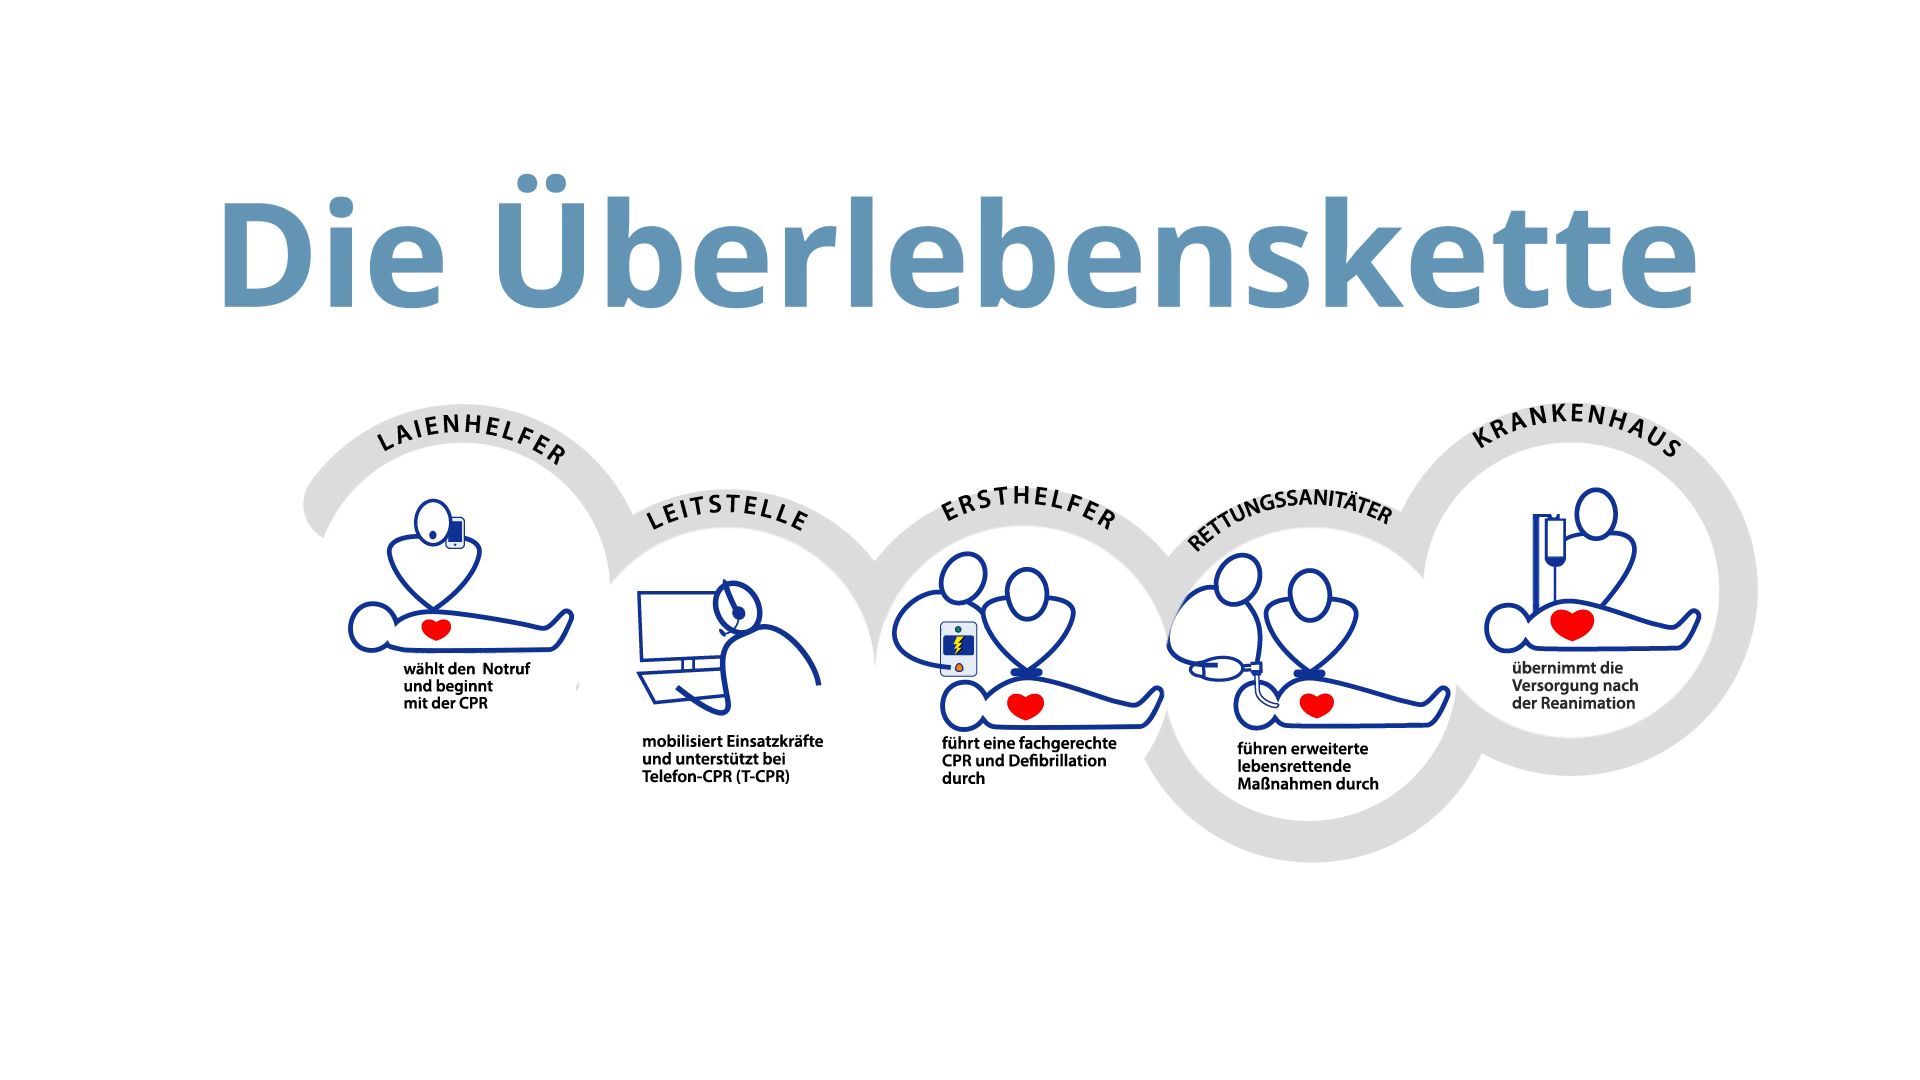 Die Überlebenskette
LAIENHELFER
wählt den Notruf
und beginnt
mit der CPR
LEITSTELLE
mobilisiert Einsatzkräfte
und unterstützt bei
Telefon-CPR (T-CPR)
ERSTHELFER
führt eine fachgerechte
CPR und Defibrillation
durch
RETTUNGSSANITÄTER
führen erweiterte
lebensrettende
Maßnahmen durch
KRANKENHAUS
übernimmt die
Versorgung nach
der Reanimation